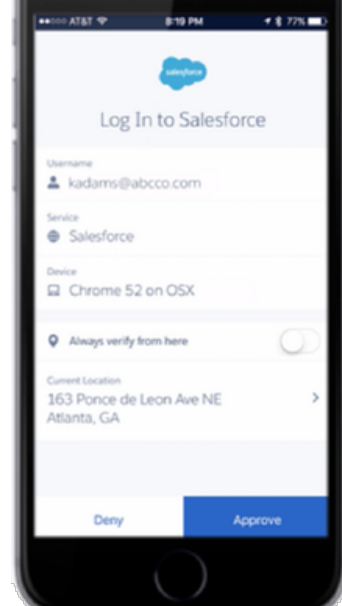 AT&T 8:19 PM 77%
salesforce
Log In to Salesforce
Username
kadams@abcco.com
Service
Salesforce
Device
Chrome 52 on OSX
Always verify from here
Current Location
163 Ponce de Leon Ave NE
Atlanta, GA
Deny Approve